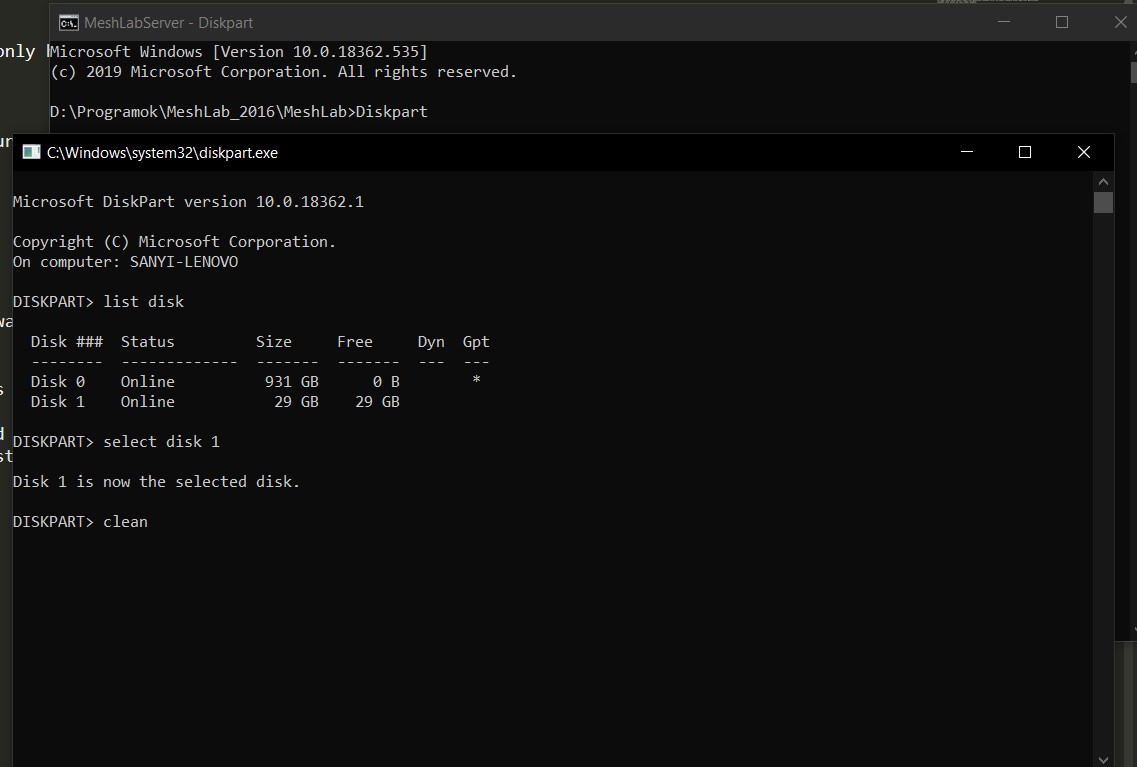 MeshLabServer - Diskpart
only
Microsoft Windows [Version 10.0.18362.535]
(c) 2019 Microsoft Corporation. All rights reserved.
D:\Programok\MeshLab_2016\MeshLab>Diskpart
C:\Windows\system32\diskpart.exe
Microsoft DiskPart version 10.0.18362.1
Copyright (C) Microsoft Corporation.
On computer: SANYI-LENOVO
DISKPART> list disk
Disk ###  Status         Size     Free     Dyn  Gpt
--------  -------------  -------  -------  ---  ---
Disk 0    Online          931 GB      0 B        *
Disk 1    Online           29 GB    29 GB
DISKPART> select disk 1
Disk 1 is now the selected disk.
DISKPART> clean